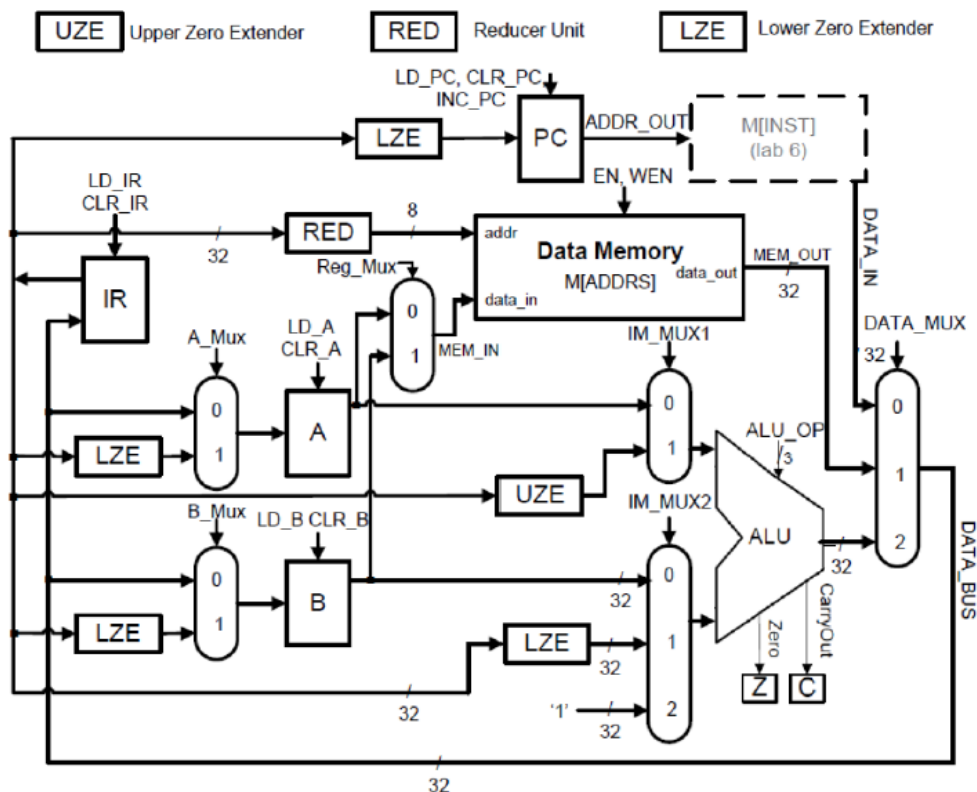 UZE Upper Zero Extender RED Reducer Unit LZE Lower Zero Extender
LD_PC, CLR_PC
INC_PC
LZE
PC
ADDR_OUT
M[INST]
(lab 6)
LD_IR
CLR_IR
IR
32
RED
8
EN, WEN
addr
Data Memory
M[ADDRS]
data_in
data_out
MEM_OUT
32
DATA_IN
32
Reg_Mux
0
1
MEM_IN
A_Mux
0
1
LZE
LD_A
CLR_A
A
IM_MUX1
0
1
UZE
DATA_MUX
0
1
2
ALU_OP
3
ALU
32
B_Mux
0
1
LZE
LD_B CLR_B
B
IM_MUX2
0
1
2
32
LZE
32
'1'
32
32
Zero
CarryOut
Z
C
DATA_BUS
32